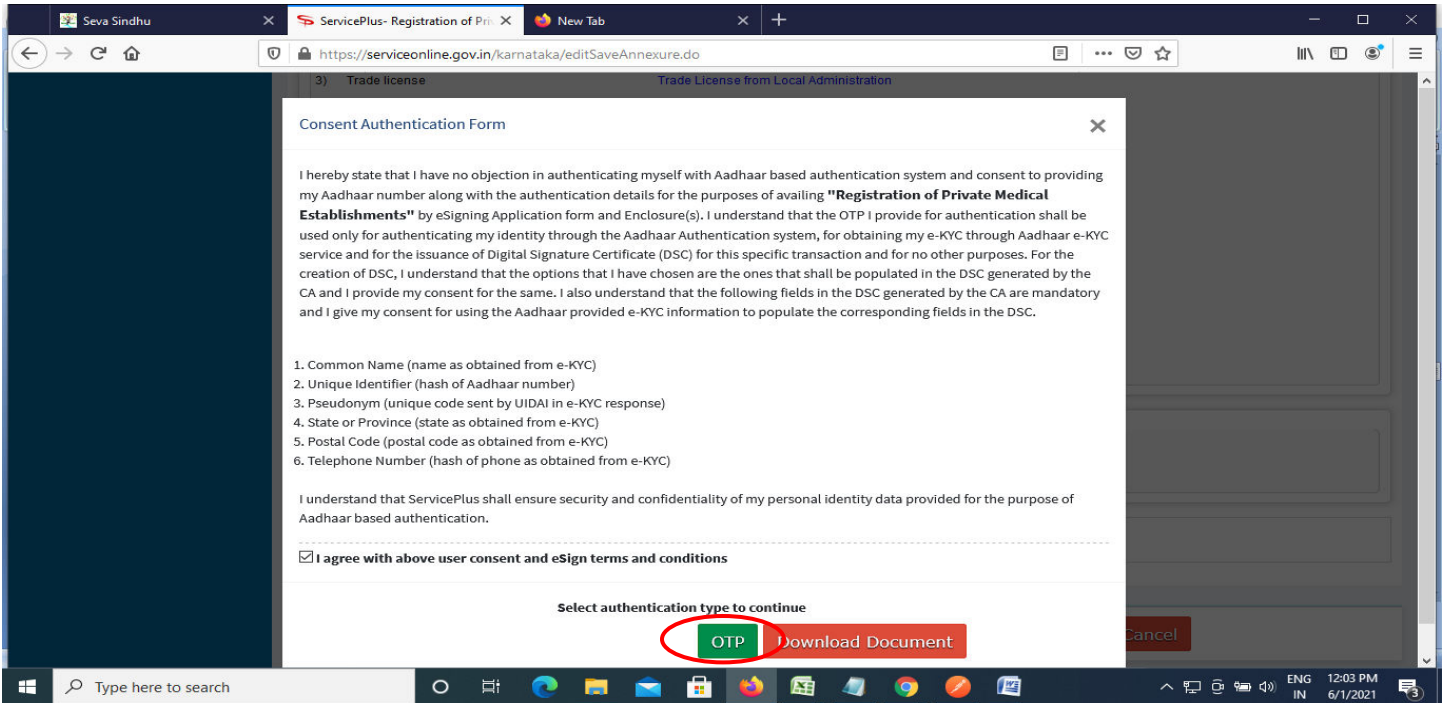 Seva Sindhu
ServicePlus- Registration of Priv
New Tab
https://serviceonline.gov.in/karnataka/editSaveAnnexure.do
3) Trade license Trade License from Local Administration
Consent Authentication Form
I hereby state that I have no objection in authenticating myself with Aadhaar based authentication system and consent to providing
my Aadhaar number along with the authentication details for the purposes of availing "Registration of Private Medical
Establishments" by eSigning Application form and Enclosure(s). I understand that the OTP I provide for authentication shall be
used only for authenticating my identity through the Aadhaar Authentication system, for obtaining my e-KYC through Aadhaar e-KYC
service and for the issuance of Digital Signature Certificate (DSC) for this specific transaction and for no other purposes. For the
creation of DSC, I understand that the options that I have chosen are the ones that shall be populated in the DSC generated by the
CA and I provide my consent for the same. I also understand that the following fields in the DSC generated by the CA are mandatory
and I give my consent for using the Aadhaar provided e-KYC information to populate the corresponding fields in the DSC.
1. Common Name (name as obtained from e-KYC)
2. Unique Identifier (hash of Aadhaar number)
3. Pseudonym (unique code sent by UIDAI in e-KYC response)
4. State or Province (state as obtained from e-KYC)
5. Postal Code (postal code as obtained from e-KYC)
6. Telephone Number (hash of phone as obtained from e-KYC)
I understand that ServicePlus shall ensure security and confidentiality of my personal identity data provided for the purpose of
Aadhaar based authentication.
I agree with above user consent and eSign terms and conditions
Select authentication type to continue
OTP
Download Document
Cancel
Type here to search
ENG
IN
12:03 PM
6/1/2021
3